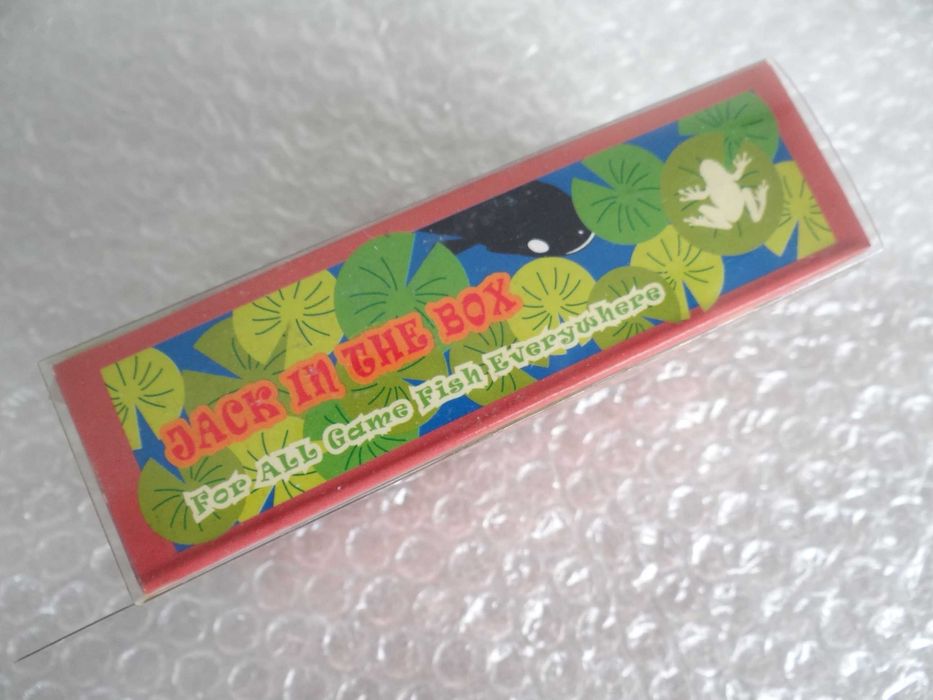 JACK IN THE BOX
For ALL Game Fish Everywhere